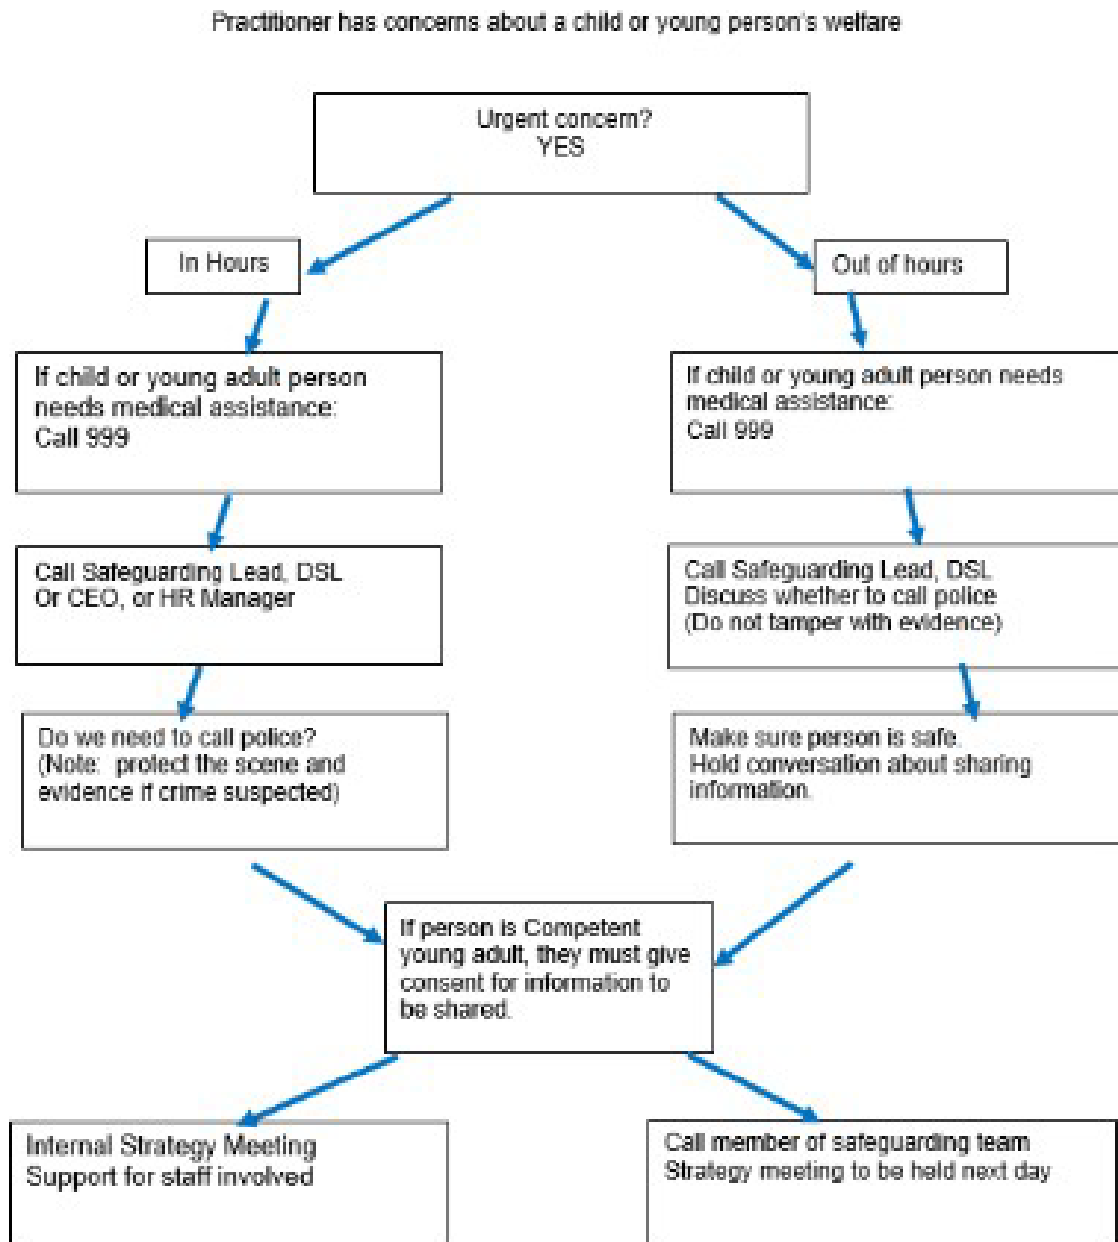 Practitioner has concerns about a child or young person's welfare
Urgent concern?
YES
In Hours
Out of hours
If child or young adult person
needs medical assistance:
Call 999
If child or young adult person needs
medical assistance:
Call 999
Call Safeguarding Lead, DSL
Or CEO, or HR Manager
Call Safeguarding Lead, DSL
Discuss whether to call police
(Do not tamper with evidence)
Do we need to call police?
(Note: protect the scene and
evidence if crime suspected)
Make sure person is safe.
Hold conversation about sharing
information.
If person is Competent
young adult, they must give
consent for information to
be shared.
Internal Strategy Meeting
Support for staff involved
Call member of safeguarding team
Strategy meeting to be held next day